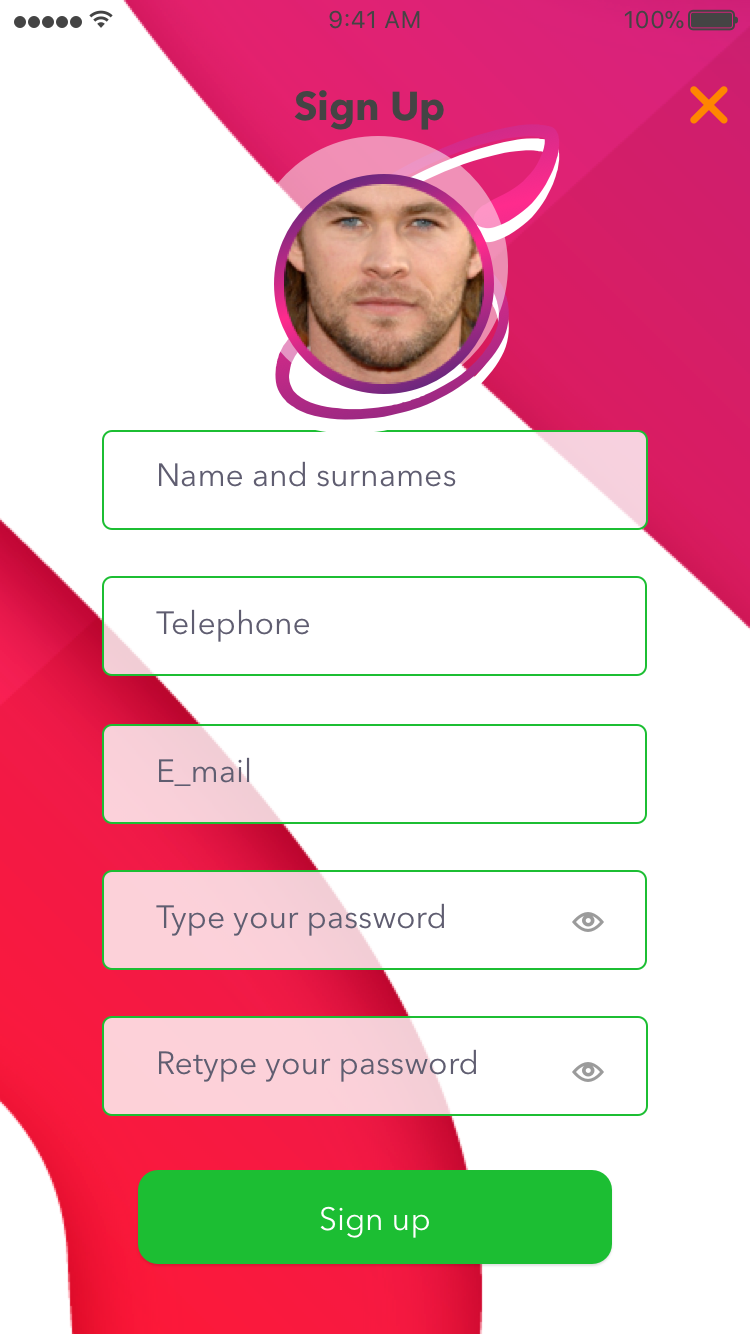 9:41 AM 100%
Sign Up
Name and surnames
Telephone
E_mail
Type your password
Retype your password
Sign up